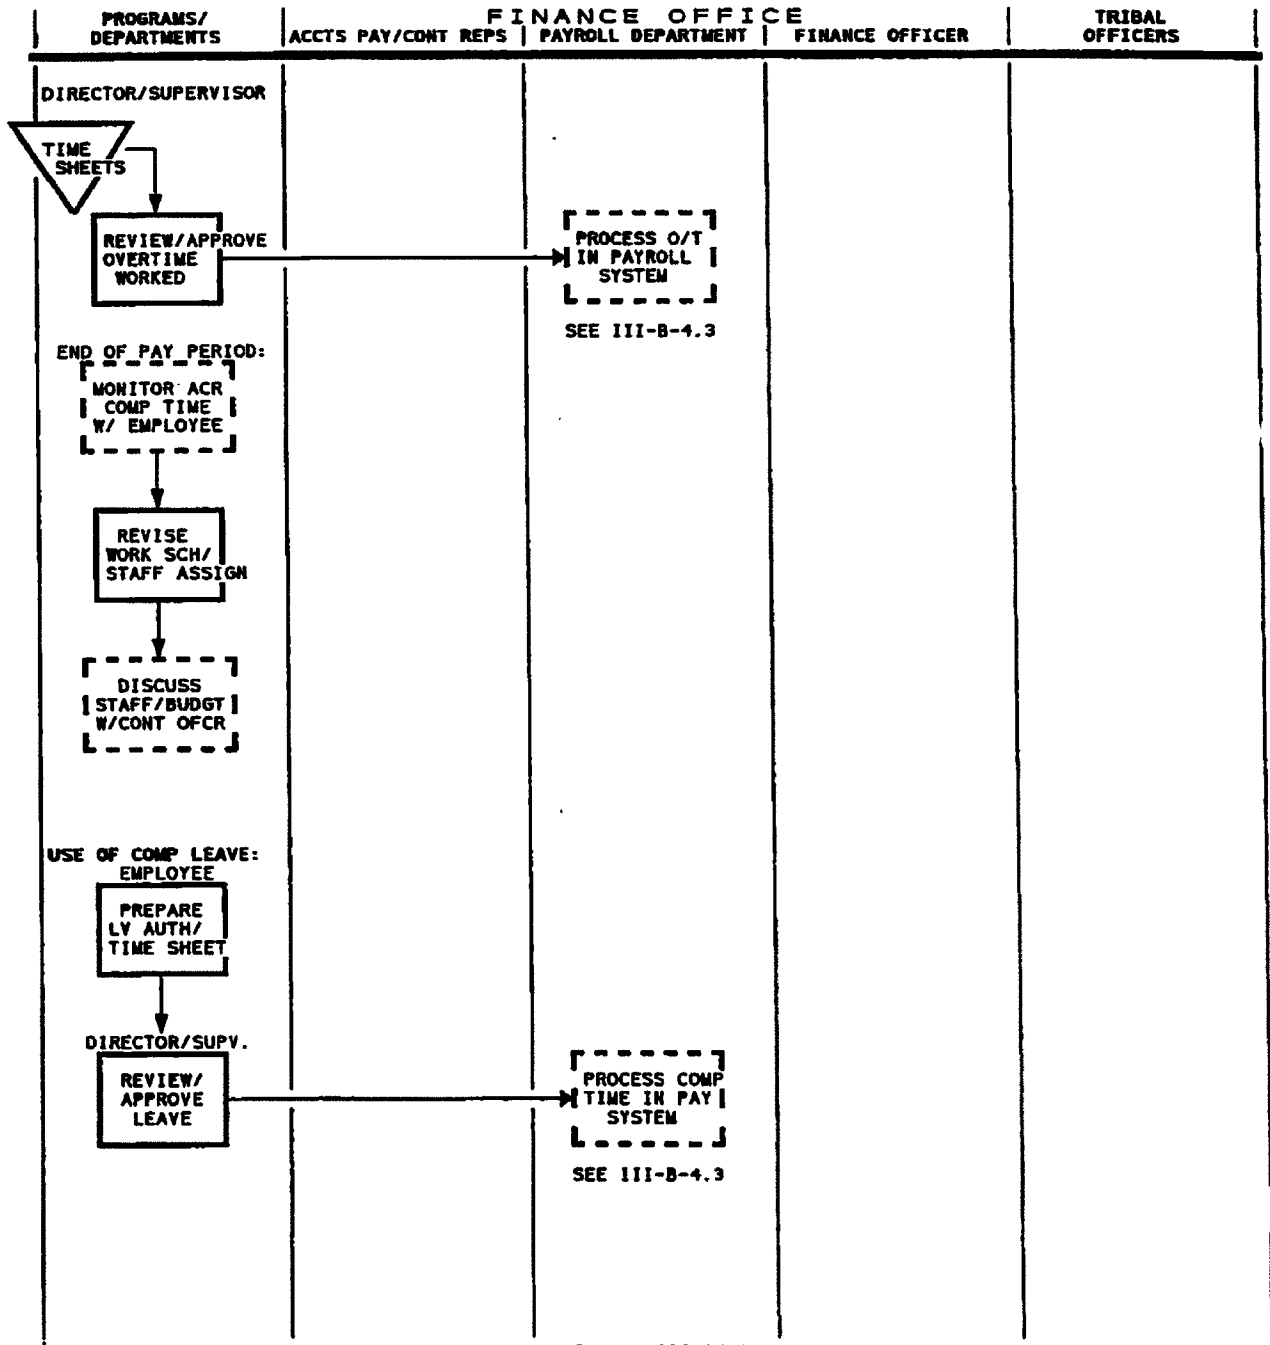 PROGRAMS/
DEPARTMENTS
FINANCE OFFICE
ACCTS PAY/CONT REPS
PAYROLL DEPARTMENT
FINANCE OFFICER
TRIBAL
OFFICERS
DIRECTOR/SUPERVISOR
TIME
SHEETS
REVIEW/APPROVE
OVERTIME
WORKED
PROCESS O/T
IN PAYROLL
SYSTEM
SEE III-B-4.3
END OF PAY PERIOD:
MONITOR ACR
COMP TIME
W/ EMPLOYEE
REVISE
WORK SCH/
STAFF ASSIGN
DISCUSS
STAFF/BUDGT
W/CONT OFCR
USE OF COMP LEAVE:
EMPLOYEE
PREPARE
LV AUTH/
TIME SHEET
DIRECTOR/SUPV.
REVIEW/
APPROVE
LEAVE
PROCESS COMP
TIME IN PAY
SYSTEM
SEE III-B-4.3